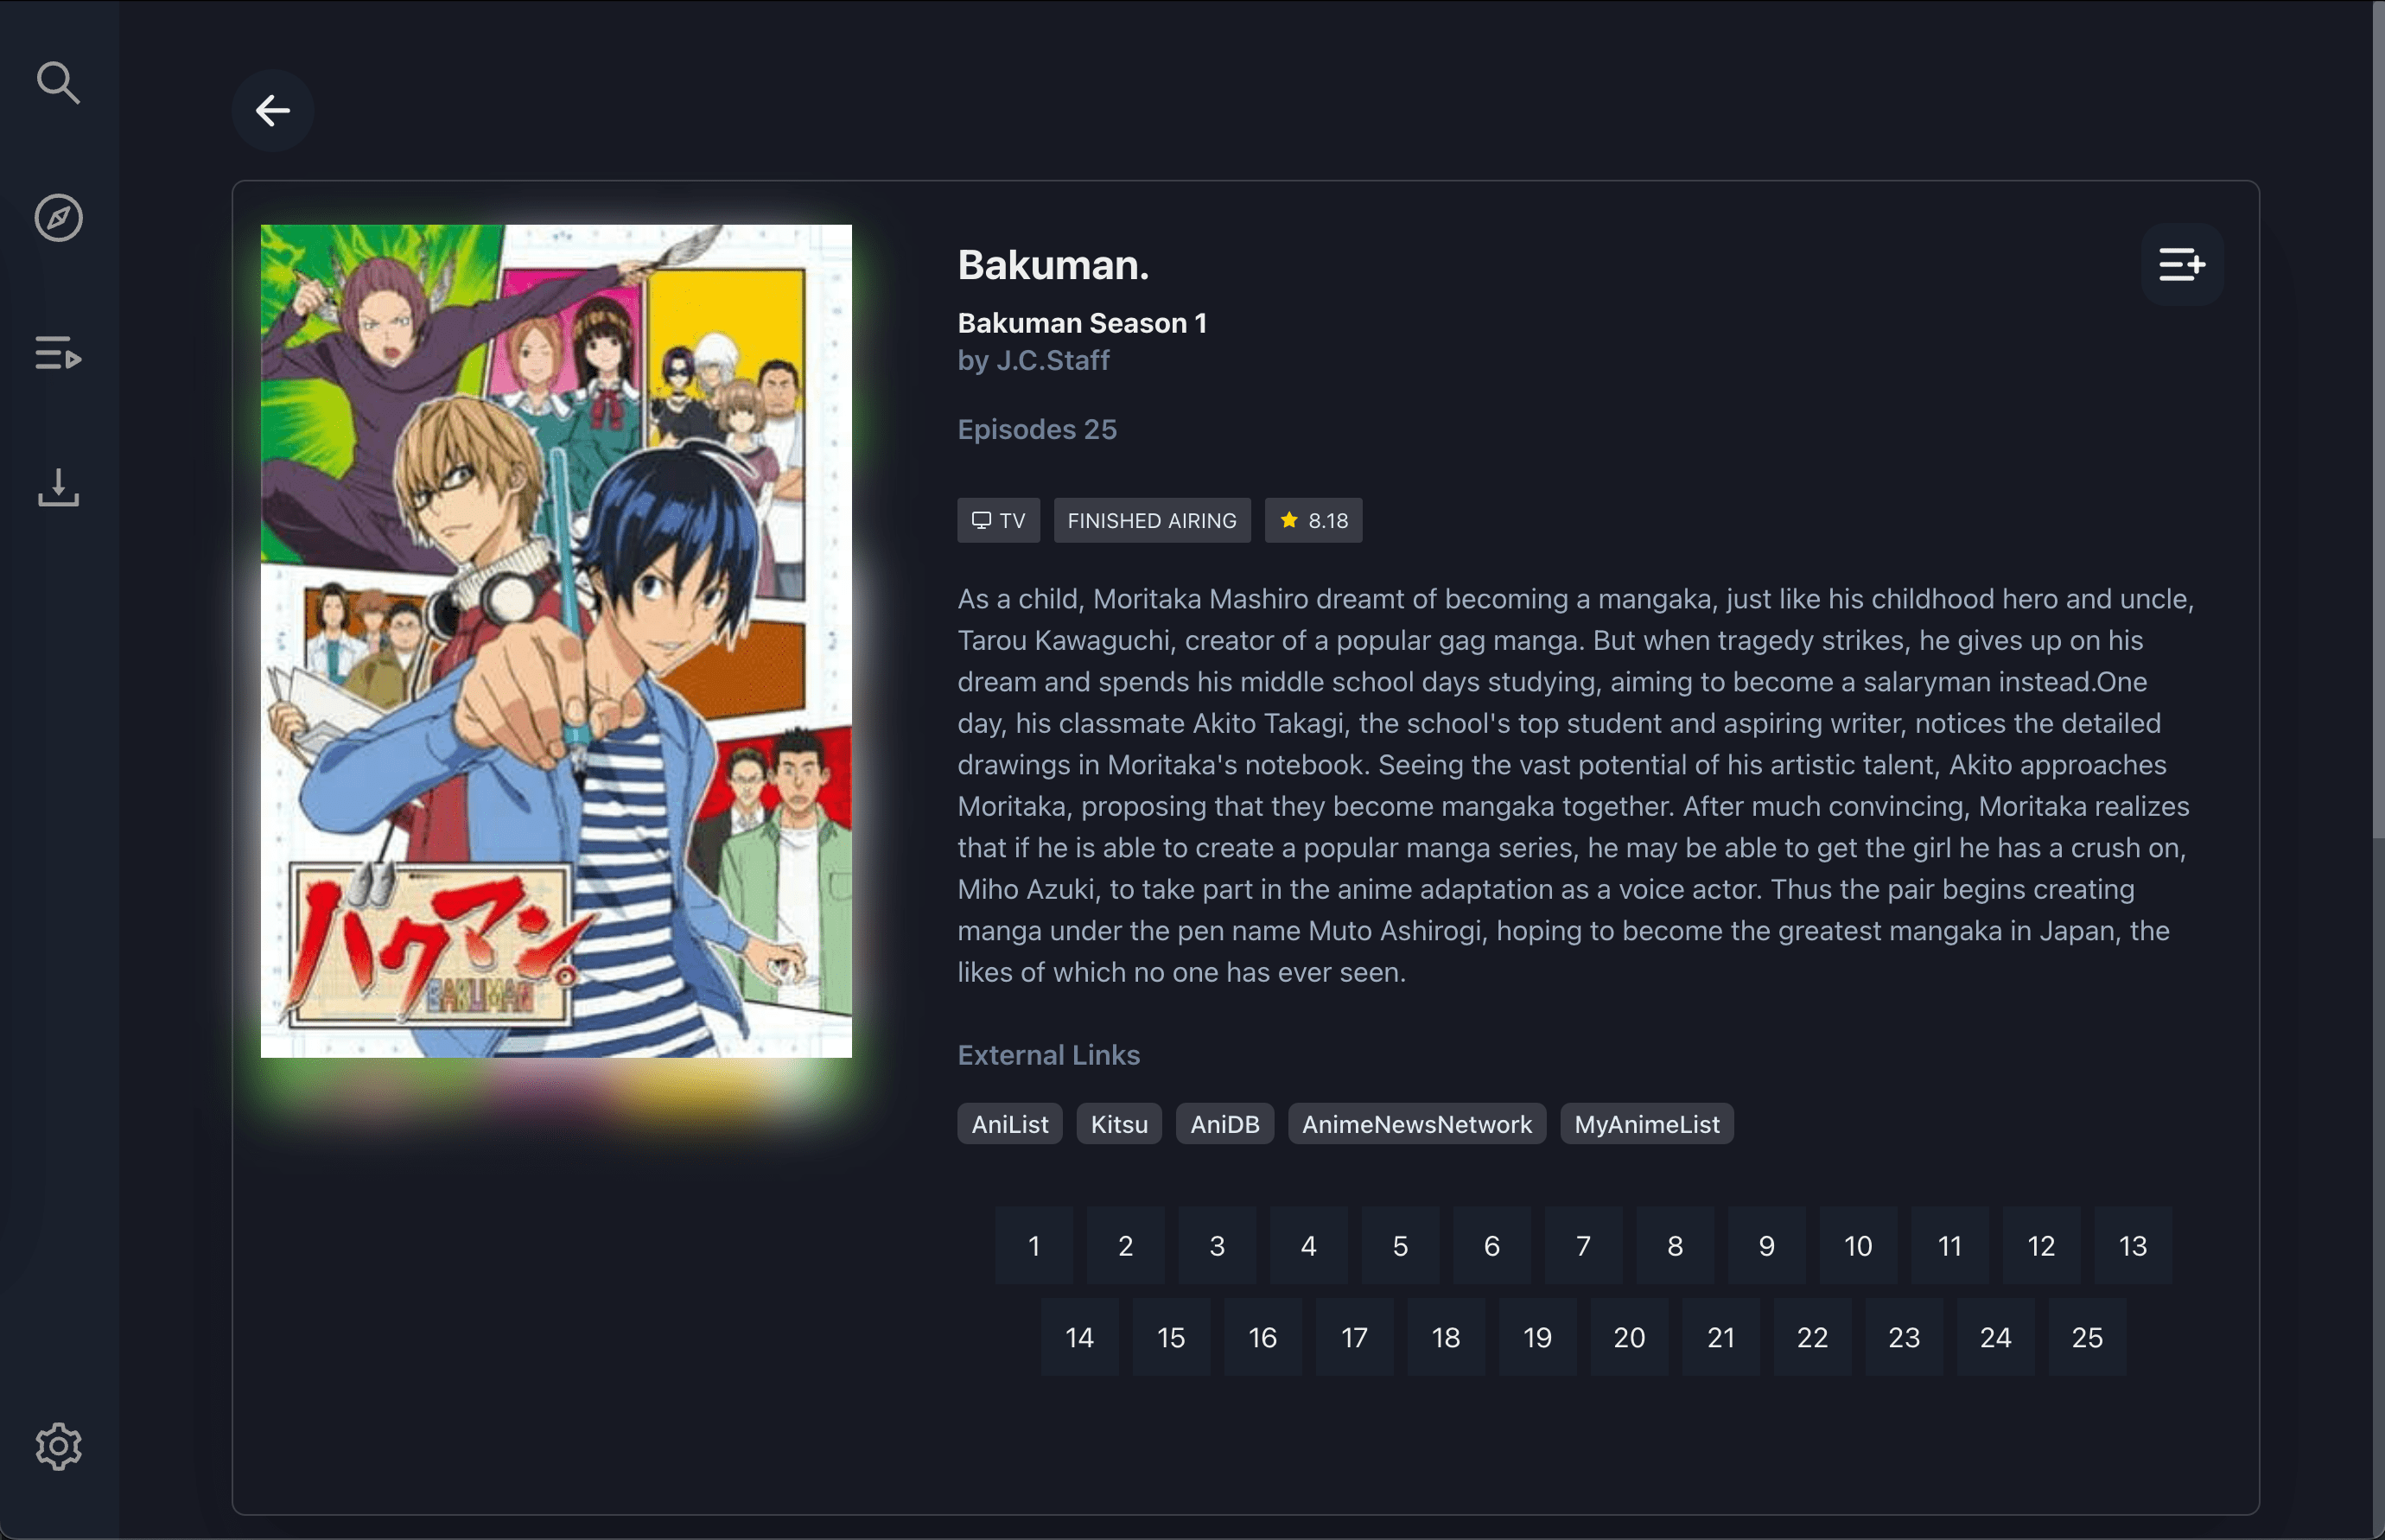 Bakuman.
Bakuman Season 1
by J.C.Staff
Episodes 25
TV FINISHED AIRING 8.18
As a child, Moritaka Mashiro dreamt of becoming a mangaka, just like his childhood hero and uncle,
Tarou Kawaguchi, creator of a popular gag manga. But when tragedy strikes, he gives up on his
dream and spends his middle school days studying, aiming to become a salaryman instead.One
day, his classmate Akito Takagi, the school's top student and aspiring writer, notices the detailed
drawings in Moritaka's notebook. Seeing the vast potential of his artistic talent, Akito approaches
Moritaka, proposing that they become mangaka together. After much convincing, Moritaka realizes
that if he is able to create a popular manga series, he may be able to get the girl he has a crush on,
Miho Azuki, to take part in the anime adaptation as a voice actor. Thus the pair begins creating
manga under the pen name Muto Ashirogi, hoping to become the greatest mangaka in Japan, the
likes of which no one has ever seen.
External Links
AniList Kitsu AniDB AnimeNewsNetwork MyAnimeList
1 2 3 4 5 6 7 8 9 10 11 12 13
14 15 16 17 18 19 20 21 22 23 24 25
バクマン。
BAKUMAN